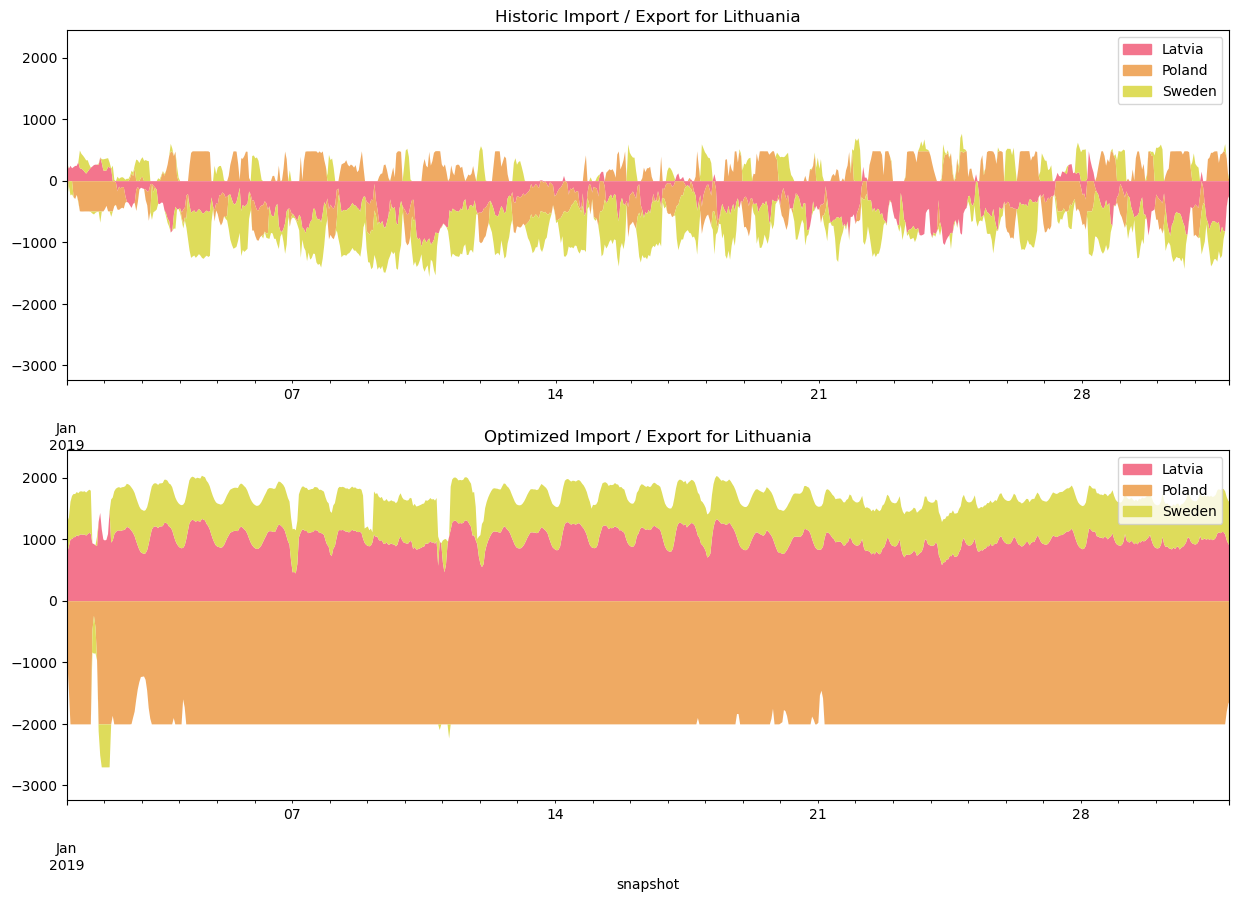 Historic Import / Export for Lithuania
2000
1000
0
−1000
−2000
−3000
Latvia
Poland
Sweden
07
14
21
28
Jan
2019
Optimized Import / Export for Lithuania
2000
1000
0
−1000
−2000
−3000
Latvia
Poland
Sweden
07
14
21
28
Jan
2019
snapshot